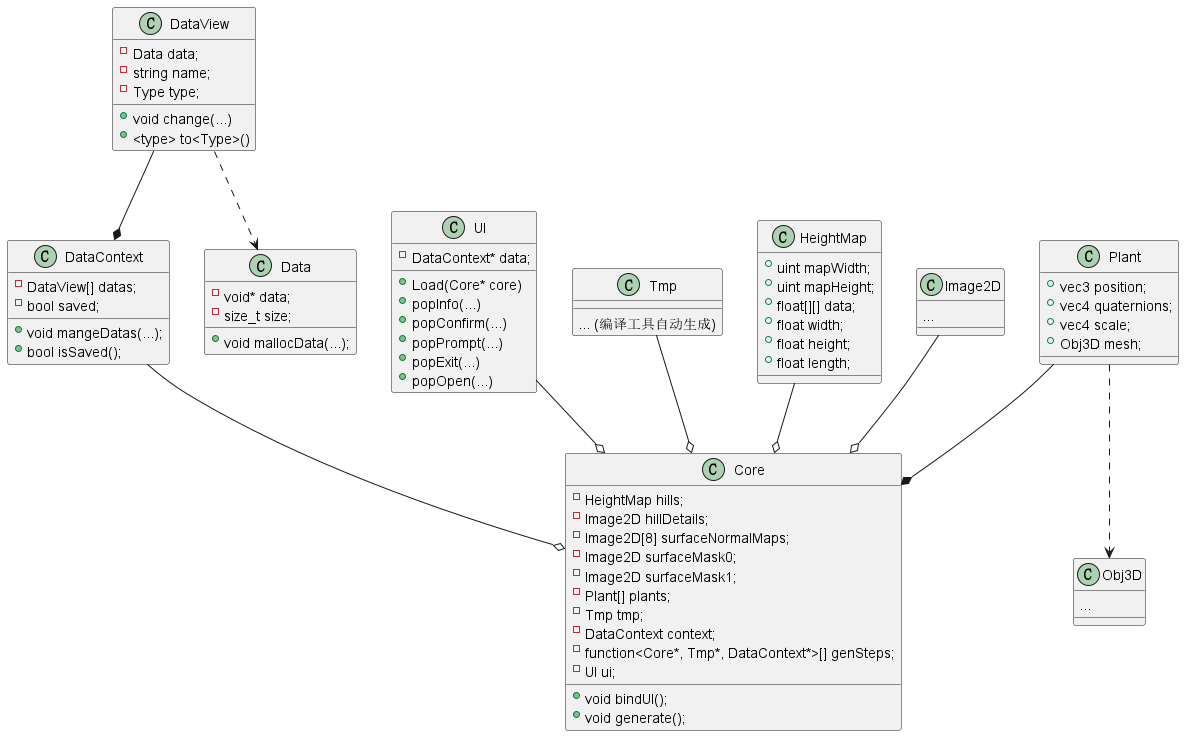 C DataView
Data data;
string name;
Type type;
void change(...)
<type> to<Type>()
C DataContext
DataView[] datas;
bool saved;
void mangeDatas(...);
bool isSaved();
C Data
void* data;
size_t size;
void mallocData(...);
C UI
DataContext* data;
Load(Core* core)
popInfo(...)
popConfirm(...)
popPrompt(...)
popExit(...)
popOpen(...)
C Tmp
... (编译工具自动生成)
C HeightMap
uint mapWidth;
uint mapHeight;
float[][] data;
float width;
float height;
float length;
C Image2D
...
C Plant
vec3 position;
vec4 quaternions;
vec4 scale;
Obj3D mesh;
C Core
HeightMap hills;
Image2D hillDetails;
Image2D[8] surfaceNormalMaps;
Image2D surfaceMask0;
Image2D surfaceMask1;
Plant[] plants;
Tmp tmp;
DataContext context;
function<Core*, Tmp*, DataContext*>[] genSteps;
UI ui;
void bindUI();
void generate();
C Obj3D
...